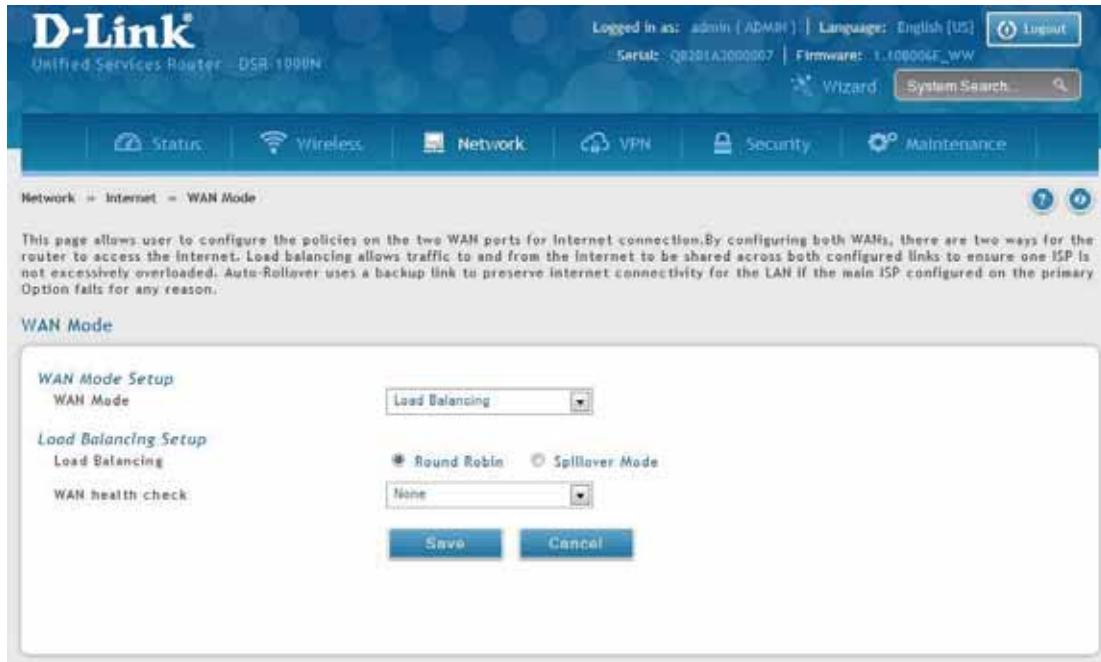 D-Link
Logged in as: admin ( ADMIN ) | Language: English [US]
Logout
Unified Services Router - DSR-1000N
Serial: | Firmware:
Wizard
System Search...
Status
Wireless
Network
VPN
Security
Maintenance
Network » Internet » WAN Mode
This page allows user to configure the policies on the two WAN ports for Internet connection.By configuring both WANs, there are two ways for the
router to access the Internet. Load balancing allows traffic to and from the Internet to be shared across both configured links to ensure one ISP is
not excessively overloaded. Auto-Rollover uses a backup link to preserve internet connectivity for the LAN if the main ISP configured on the primary
Option fails for any reason.
WAN Mode
WAN Mode Setup
WAN Mode
Load Balancing
Load Balancing Setup
Load Balancing
Round Robin
Spillover Mode
WAN health check
None
Save
Cancel